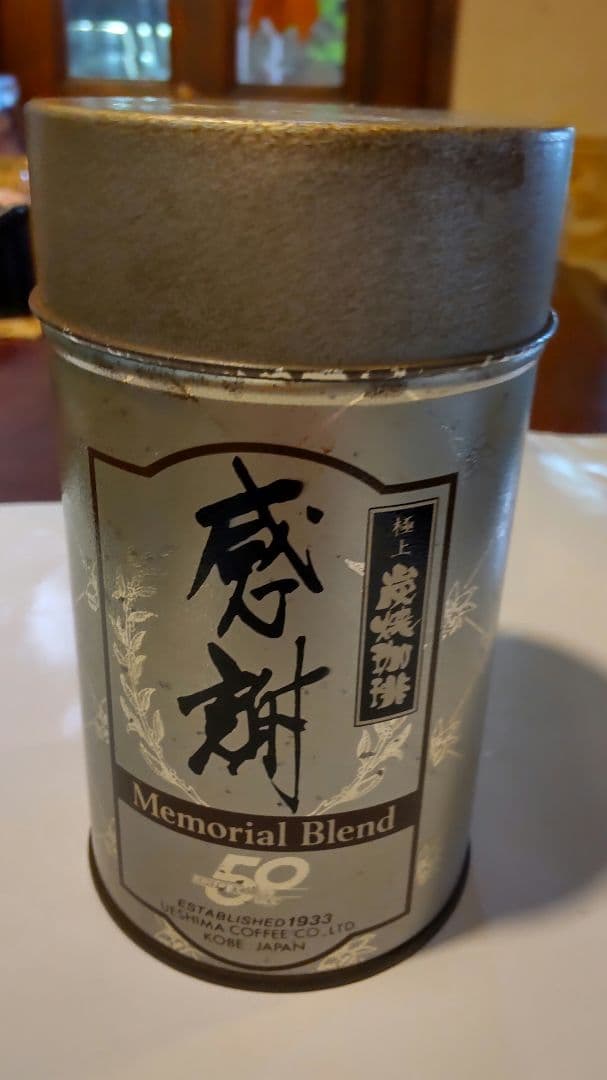 感謝
極上
炭焼珈琲
Memorial Blend
50
ESTABLISHED 1933
UESHIMA COFFEE CO., LTD.
KOBE JAPAN